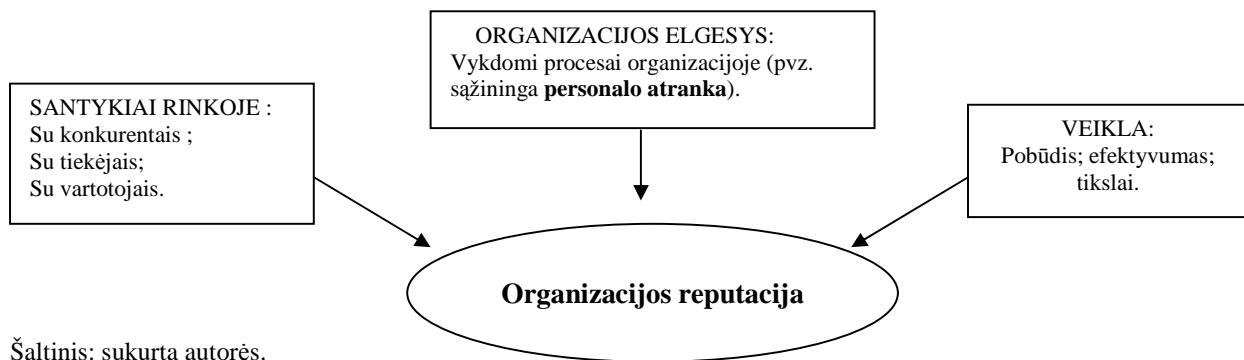 ORGANIZACIJOS ELGESYS:
Vykdomi procesai organizacijoje (pvz.
sąžininga personalo atranka).
SANTYKIAI RINKOJE :
Su konkurentais ;
Su tiekėjais;
Su vartotojais.
VEIKLA:
Pobūdis; efektyvumas;
tikslai.
Organizacijos reputacija
Šaltinis: sukurta autorės.